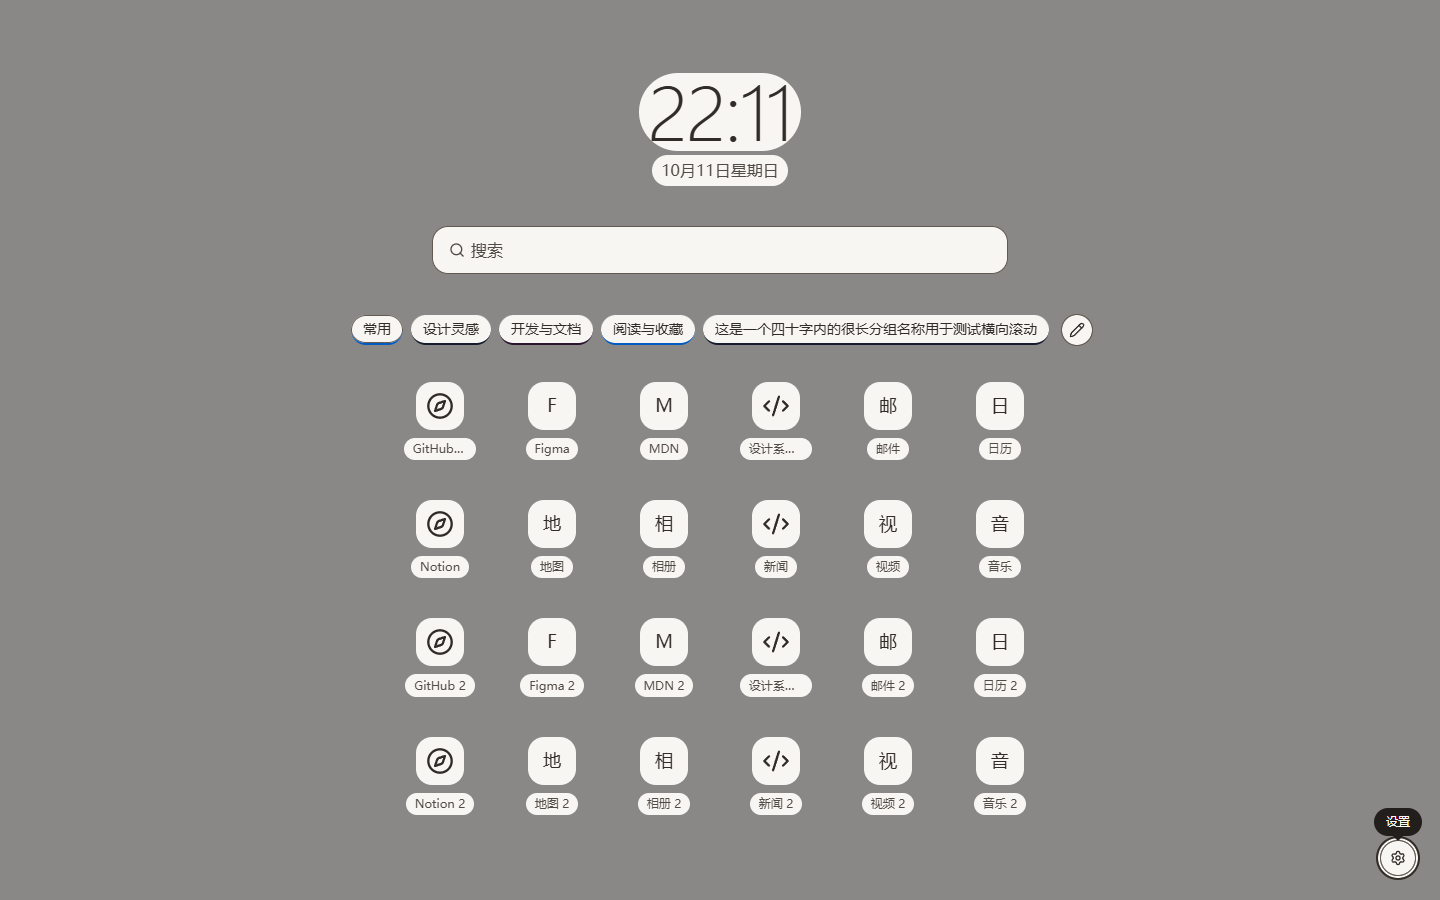 22:11
10月11日星期日
搜索
常用
设计灵感
开发与文档
阅读与收藏
这是一个四十字内的很长分组名称用于测试横向滚动
F
M
邮
日
GitHub...
Figma
MDN
设计系...
邮件
日历
地
相
视
音
Notion
地图
相册
新闻
视频
音乐
F
M
邮
日
GitHub 2
Figma 2
MDN 2
设计系...
邮件 2
日历 2
地
相
视
音
Notion 2
地图 2
相册 2
新闻 2
视频 2
音乐 2
设置